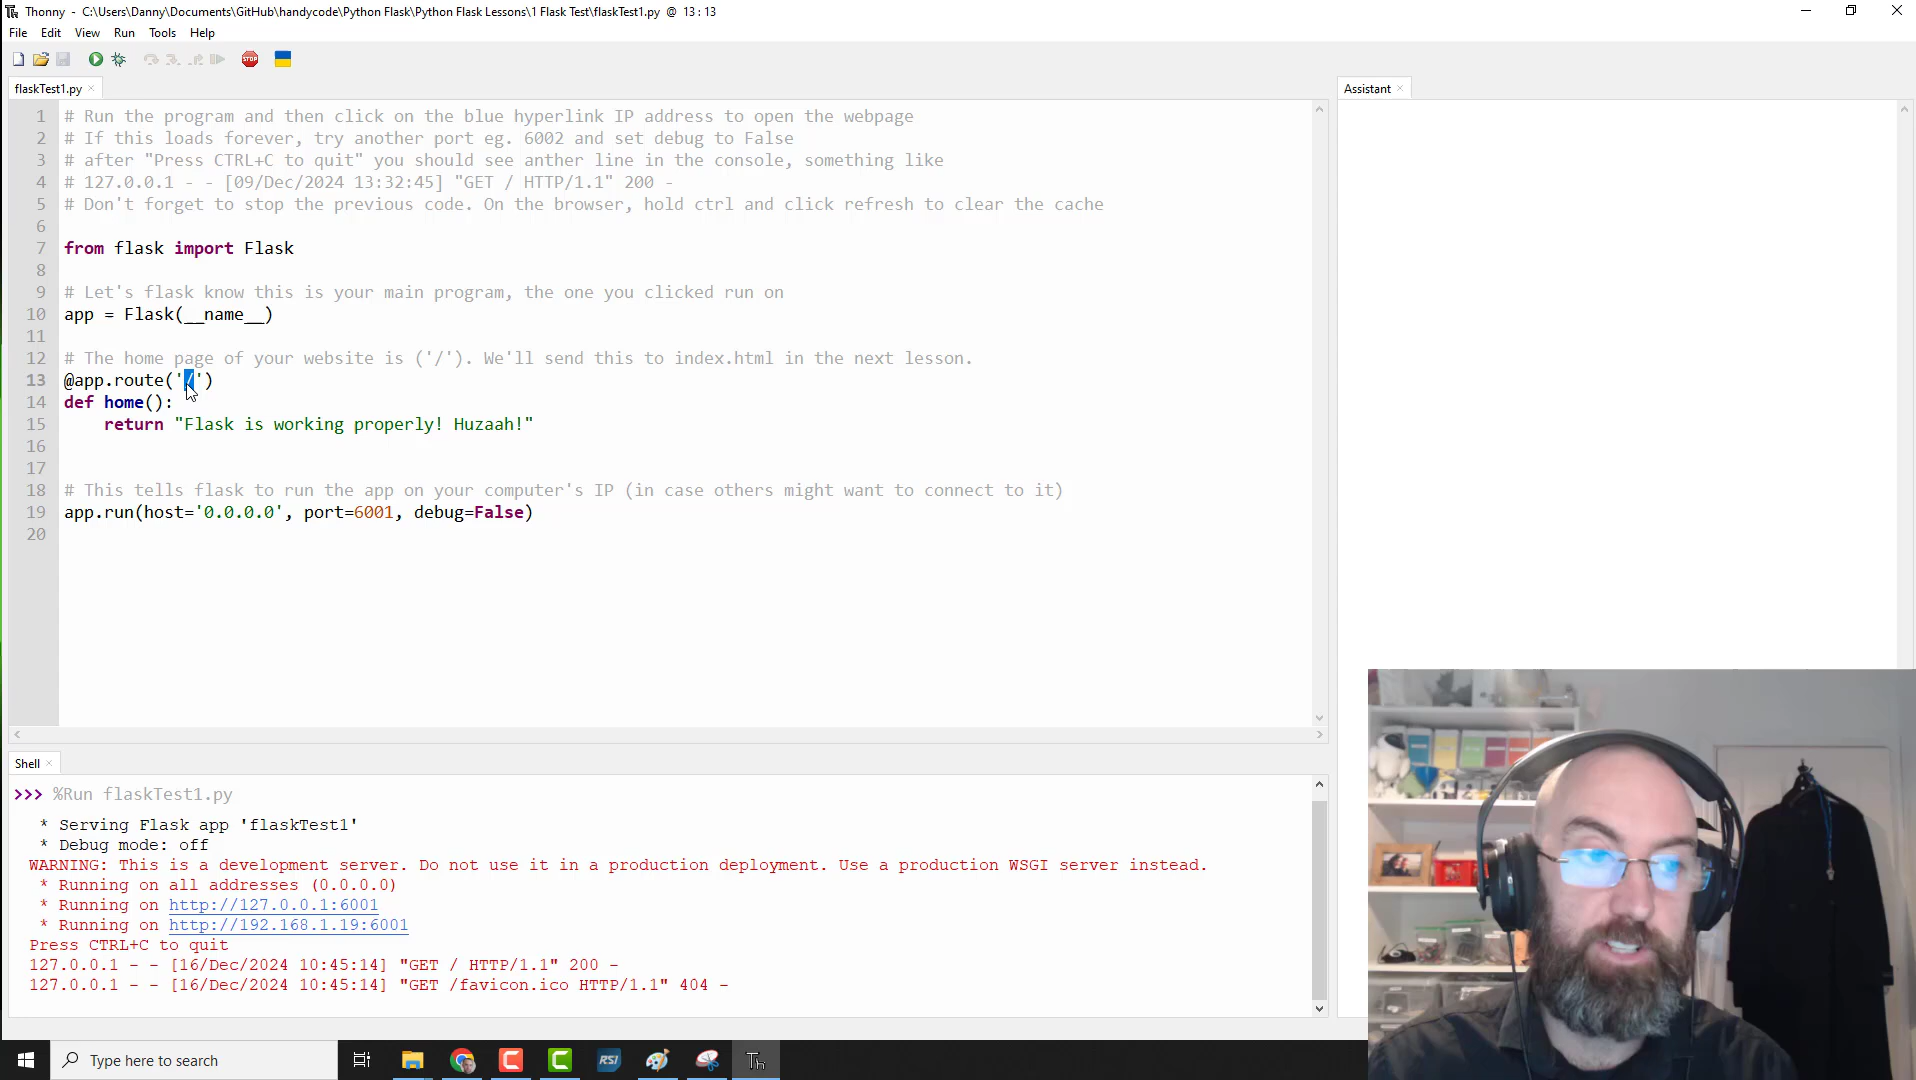 Thonny - C:\Users\Danny\Documents\GitHub\handycode\Python Flask\Python Flask Lessons\1 Flask Test\flaskTest1.py @ 13:13
File Edit View Run Tools Help
STOP
flaskTest1.py
Assistant
1 # Run the program and then click on the blue hyperlink IP address to open the webpage
2 # If this loads forever, try another port eg. 6002 and set debug to False
3 # after "Press CTRL+C to quit" you should see anther line in the console, something like
4 # 127.0.0.1 - - [09/Dec/2024 13:32:45] "GET / HTTP/1.1" 200 -
5 # Don't forget to stop the previous code. On the browser, hold ctrl and click refresh to clear the cache
6
7 from flask import Flask
8
9 # Let's flask know this is your main program, the one you clicked run on
10 app = Flask(__name__)
11
12 # The home page of your website is ('/'). We'll send this to index.html in the next lesson.
13 @app.route('/')
14 def home():
15 return "Flask is working properly! Huzaah!"
16
17
18 # This tells flask to run the app on your computer's IP (in case others might want to connect to it)
19 app.run(host='0.0.0.0', port=6001, debug=False)
20
Shell
>>> %Run flaskTest1.py
* Serving Flask app 'flaskTest1'
* Debug mode: off
WARNING: This is a development server. Do not use it in a production deployment. Use a production WSGI server instead.
* Running on all addresses (0.0.0.0)
* Running on http://127.0.0.1:6001
* Running on http://192.168.1.19:6001
Press CTRL+C to quit
127.0.0.1 - - [16/Dec/2024 10:45:14] "GET / HTTP/1.1" 200 -
127.0.0.1 - - [16/Dec/2024 10:45:14] "GET /favicon.ico HTTP/1.1" 404 -
Type here to search
RSI
Th